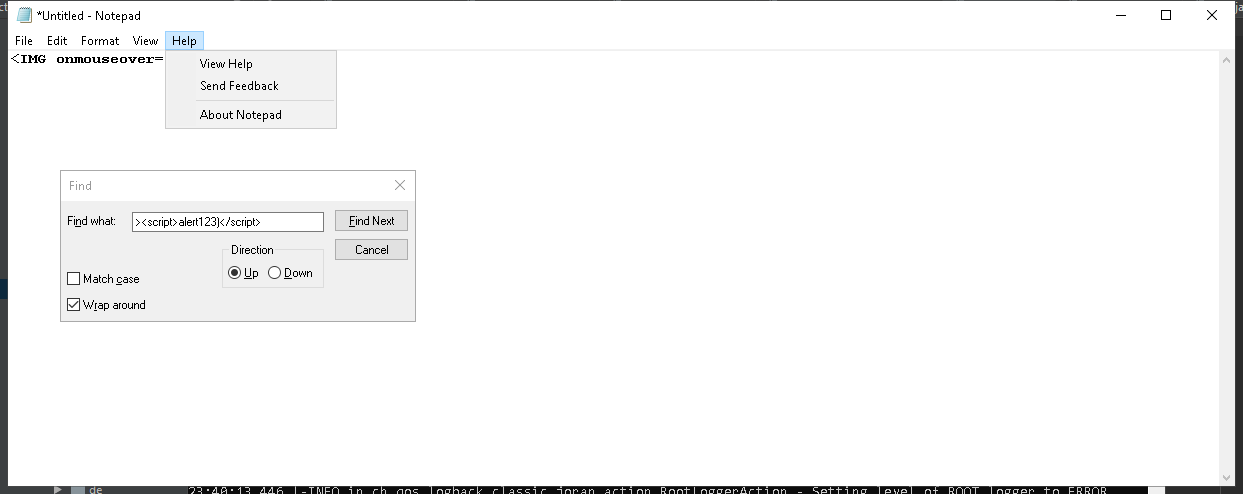 *Untitled - Notepad
File Edit Format View Help
<IMG onmouseover=
View Help
Send Feedback
About Notepad
Find
Find what: ><script>alert123)</script> Find Next
Cancel
Direction
Up Down
Match case
Wrap around
de 23:40:13,446 |-INFO in ch.qos.logback.classic.joran.action.RootLoggerAction - Setting level of ROOT logger to ERROR